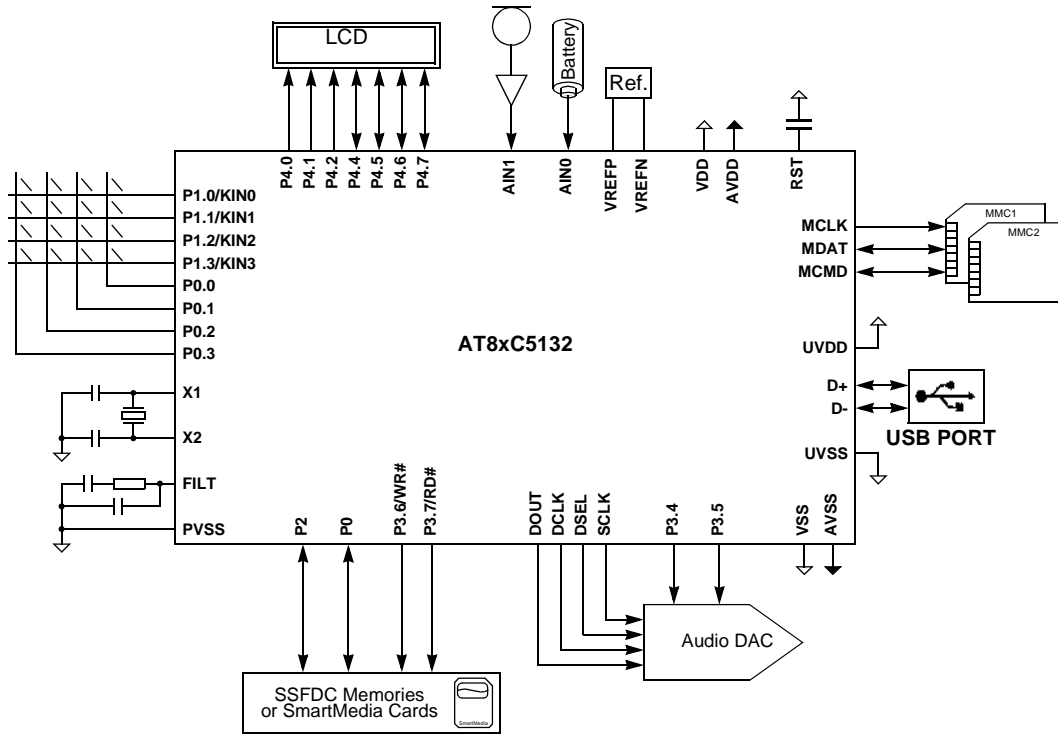 LCD
Battery
Ref.
P4.0
P4.1
P4.2
P4.4
P4.5
P4.6
P4.7
AIN1
AIN0
VREFP
VREFN
VDD
AVDD
RST
P1.0/KIN0
P1.1/KIN1
P1.2/KIN2
P1.3/KIN3
P0.0
P0.1
P0.2
P0.3
X1
X2
FILT
PVSS
AT8xC5132
MCLK
MDAT
MCMD
MMC1
MMC2
UVDD
D+
D-
USB PORT
UVSS
P2
P0
P3.6/WR#
P3.7/RD#
DOUT
DCLK
DSEL
SCLK
P3.4
P3.5
VSS
AVSS
Audio DAC
SSFDC Memories
or SmartMedia Cards
SmartMedia